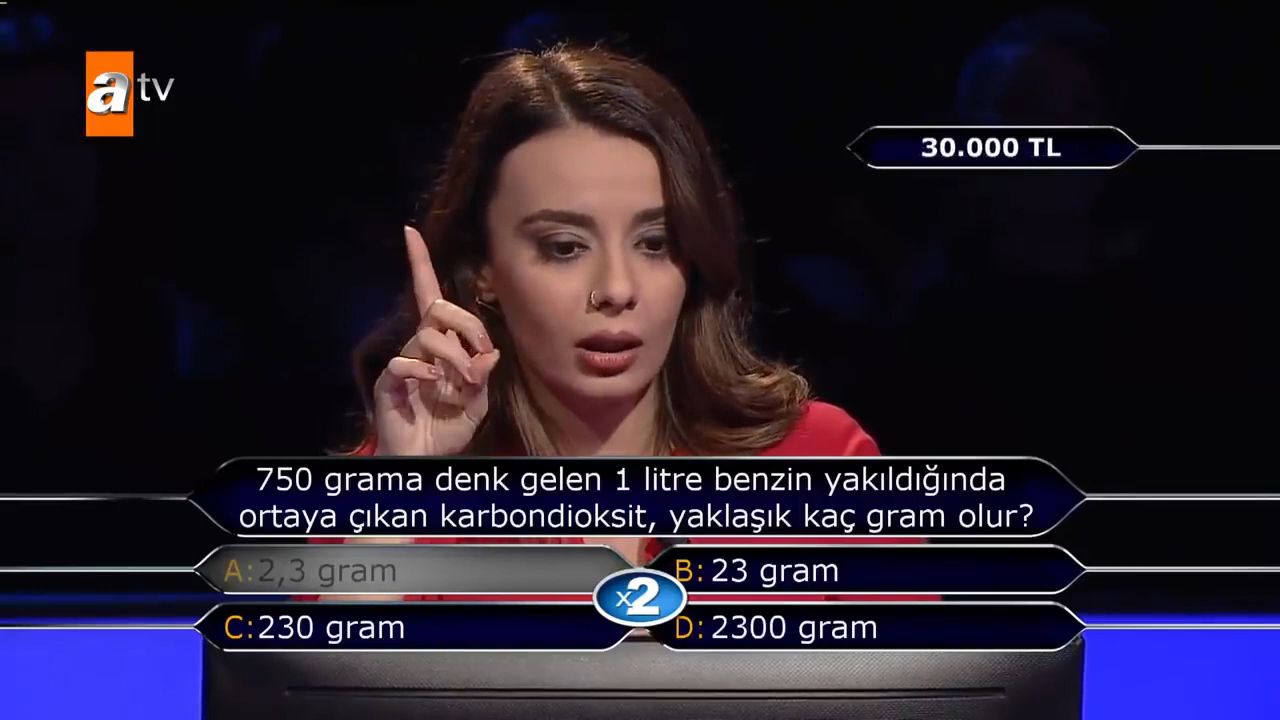 a tv
30.000 TL
750 grama denk gelen 1 litre benzin yakıldığında
ortaya çıkan karbondioksit, yaklaşık kaç gram olur?
A: 2,3 gram
B: 23 gram
x2
C: 230 gram
D: 2300 gram